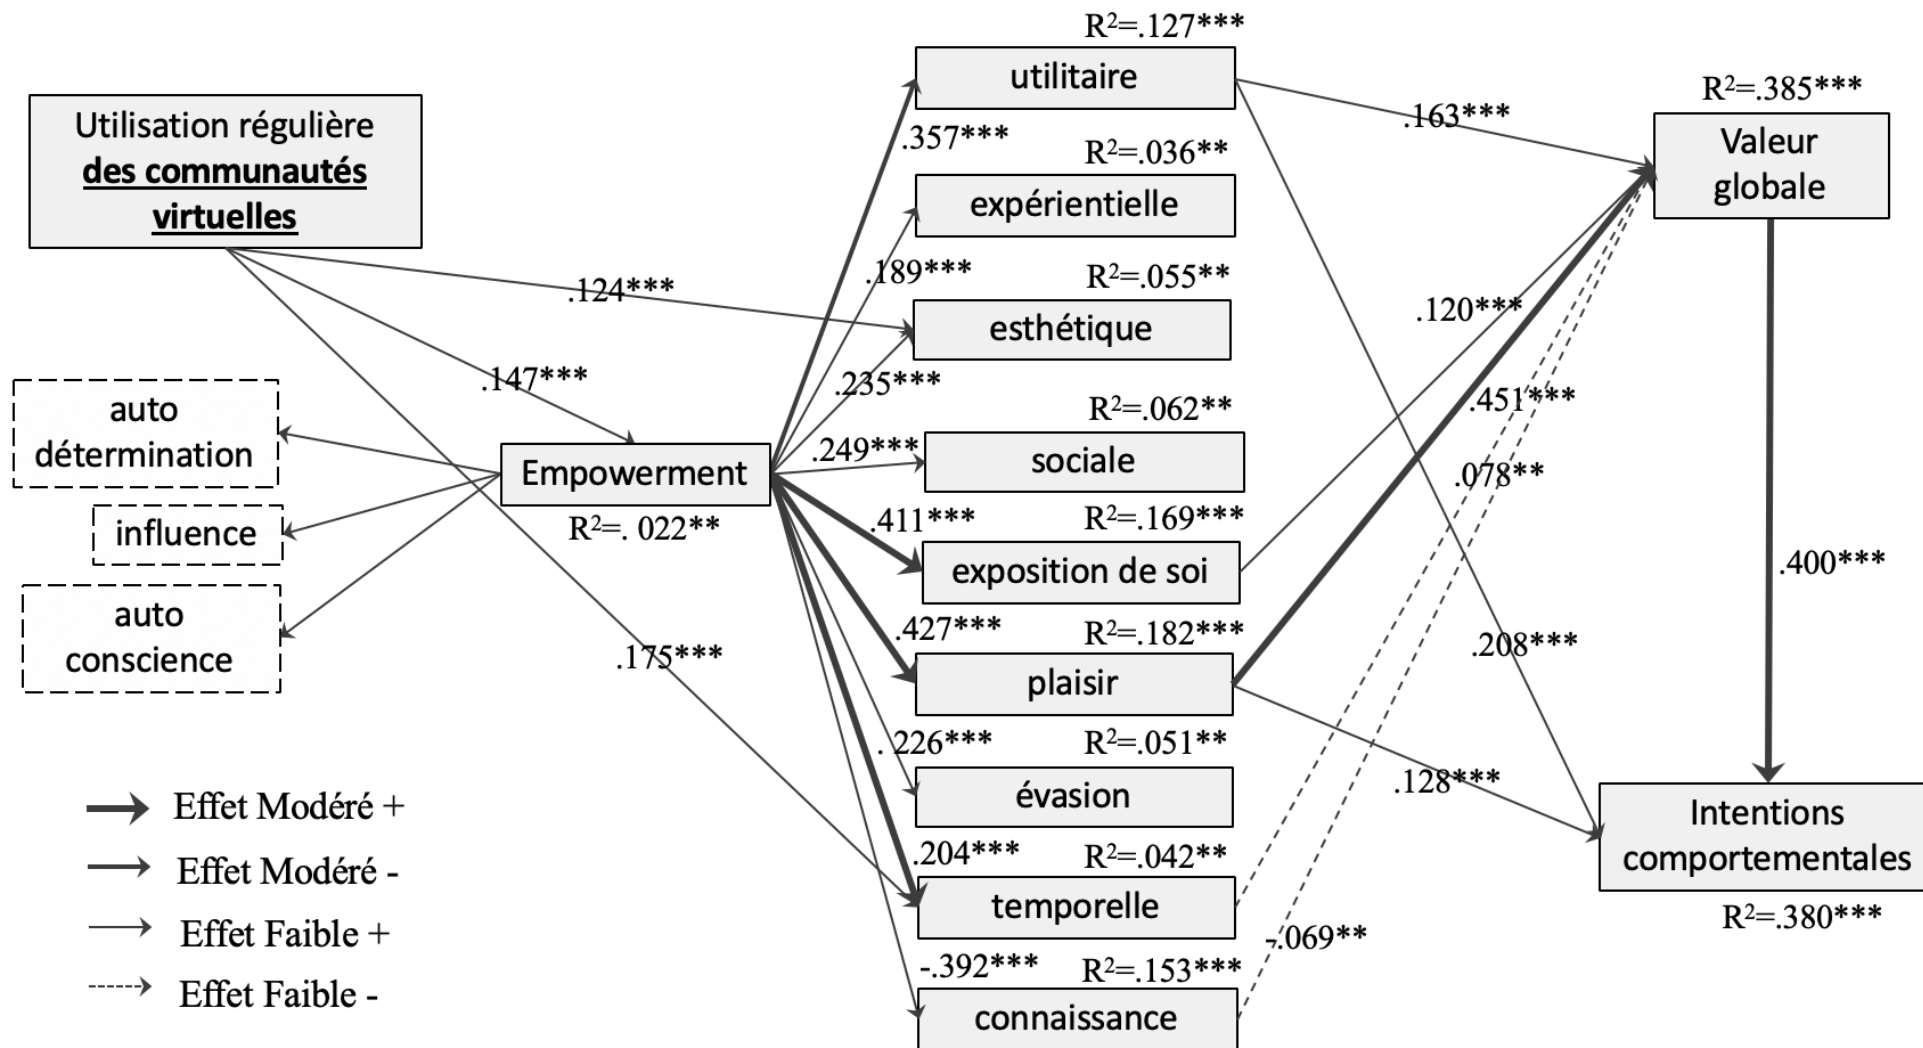 R²=.127***
utilitaire
Utilisation régulière
des communautés
virtuelles
R²=.385***
Valeur
globale
.163***
.357***
R²=.036**
expérientielle
.189***
R²=.055**
.124***
esthétique
.120***
.147***
.235***
.451***
auto
détermination
R²=.062**
.249***
sociale
.078**
Empowerment
R²=. 022**
influence
.411***
R²=.169***
exposition de soi
.400***
auto
conscience
.427***
R²=.182***
.175***
plaisir
.208***
. 226***
R²=.051**
évasion
.128***
Intentions
comportementales
R²=.380***
Effet Modéré +
Effet Modéré -
Effet Faible +
Effet Faible -
.204***
R²=.042**
temporelle
-.069**
-.392***
R²=.153***
connaissance